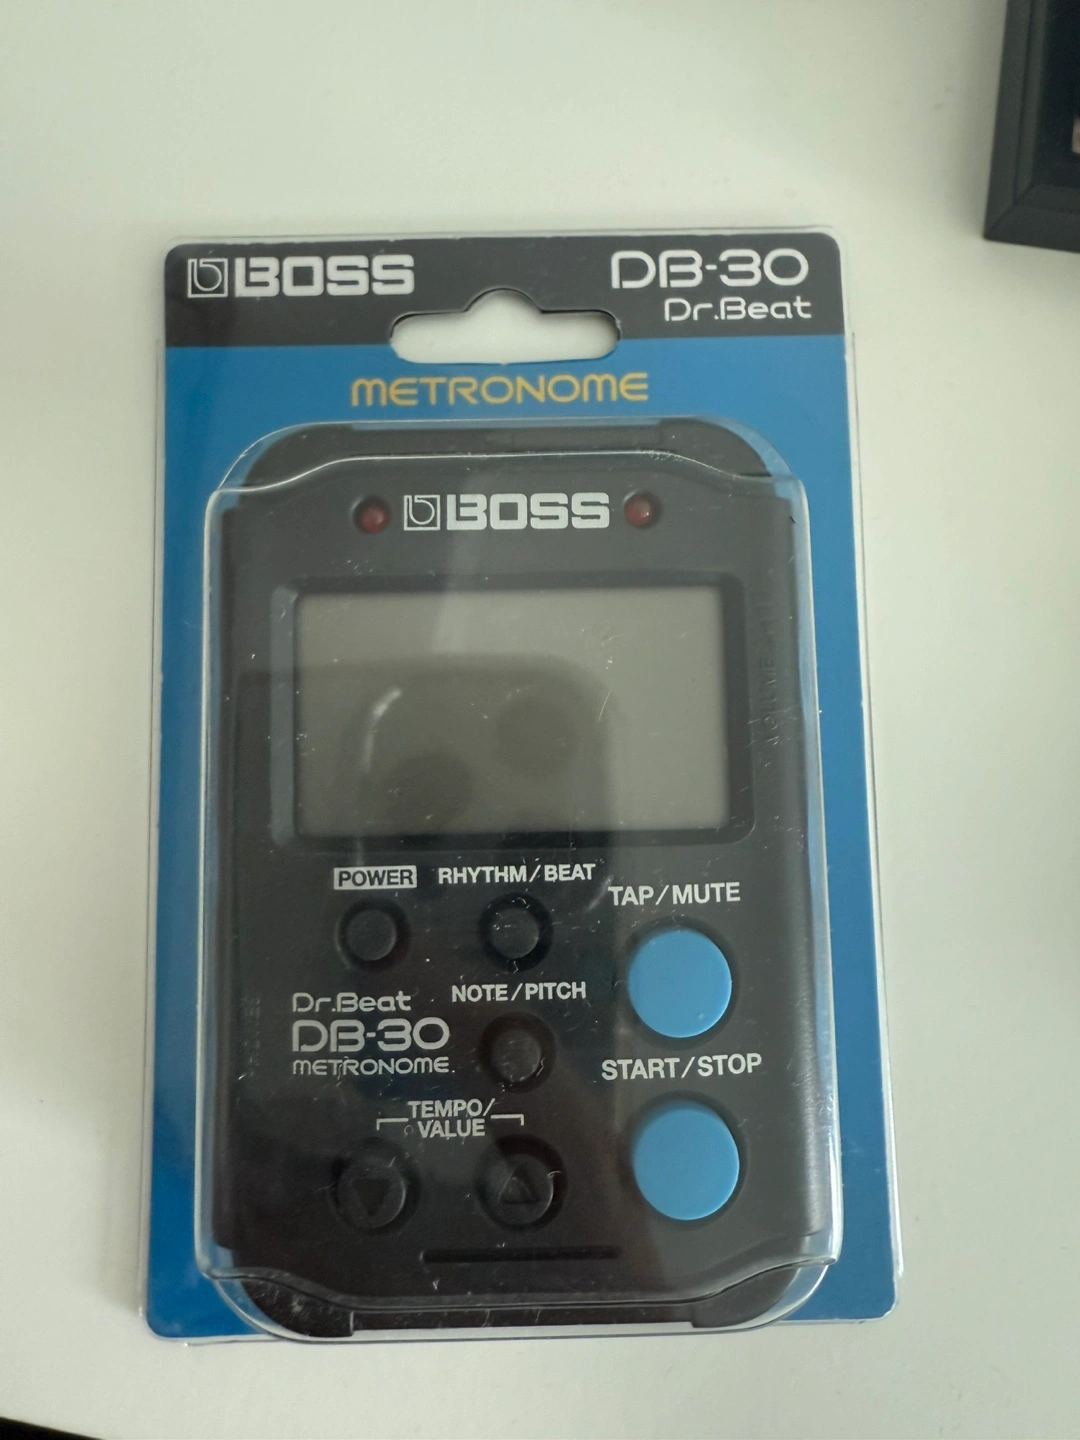 BOSS
DB-30
Dr.Beat
METRONOME
BOSS
VOLUME
POWER
RHYTHM/BEAT
TAP/MUTE
NOTE/PITCH
Dr.Beat
DB-30
METRONOME
START/STOP
TEMPO/
VALUE